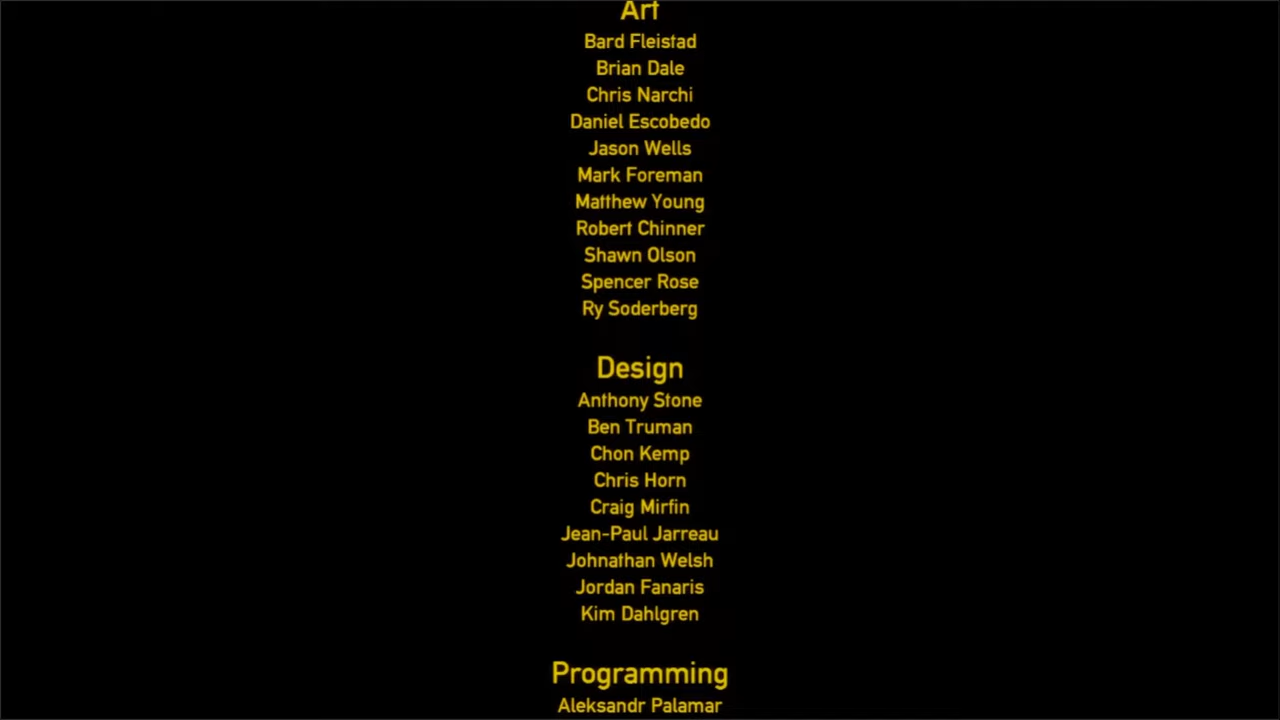 Art
Bard Fleistad
Brian Dale
Chris Narchi
Daniel Escobedo
Jason Wells
Mark Foreman
Matthew Young
Robert Chinner
Shawn Olson
Spencer Rose
Ry Soderberg
Design
Anthony Stone
Ben Truman
Chon Kemp
Chris Horn
Craig Mirfin
Jean-Paul Jarreau
Johnathan Welsh
Jordan Fanaris
Kim Dahlgren
Programming
Aleksandr Palamar